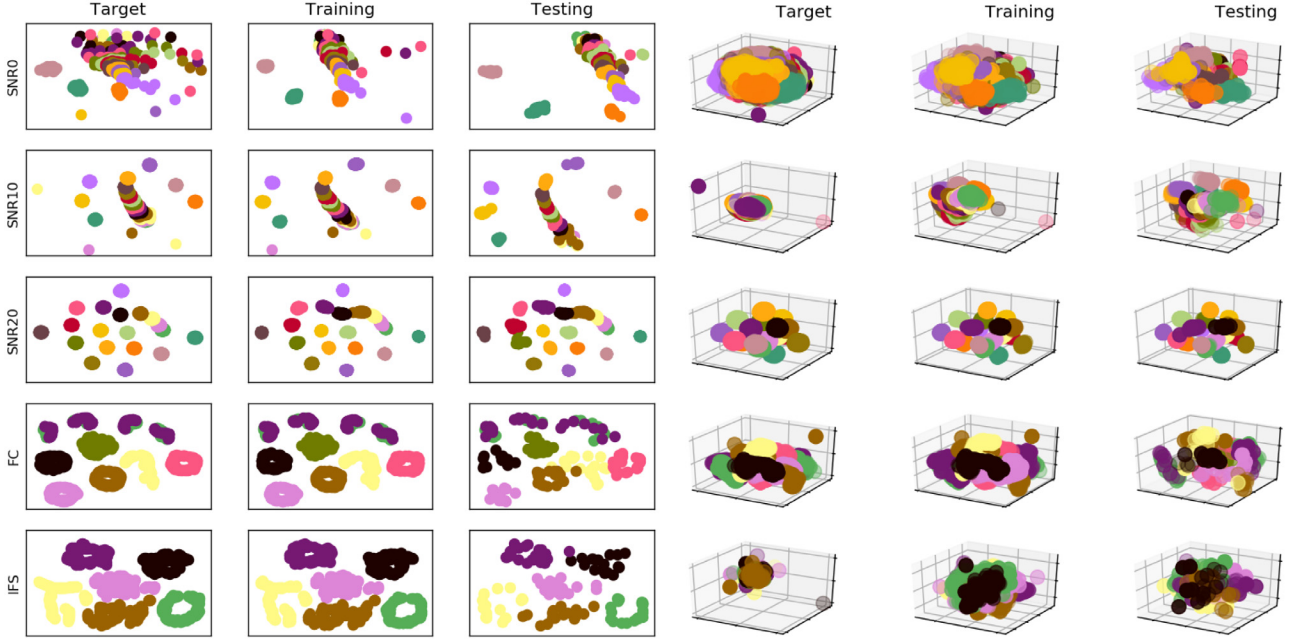 Target Training Testing Target Training Testing
SNR0
SNR10
SNR20
FC
IFS